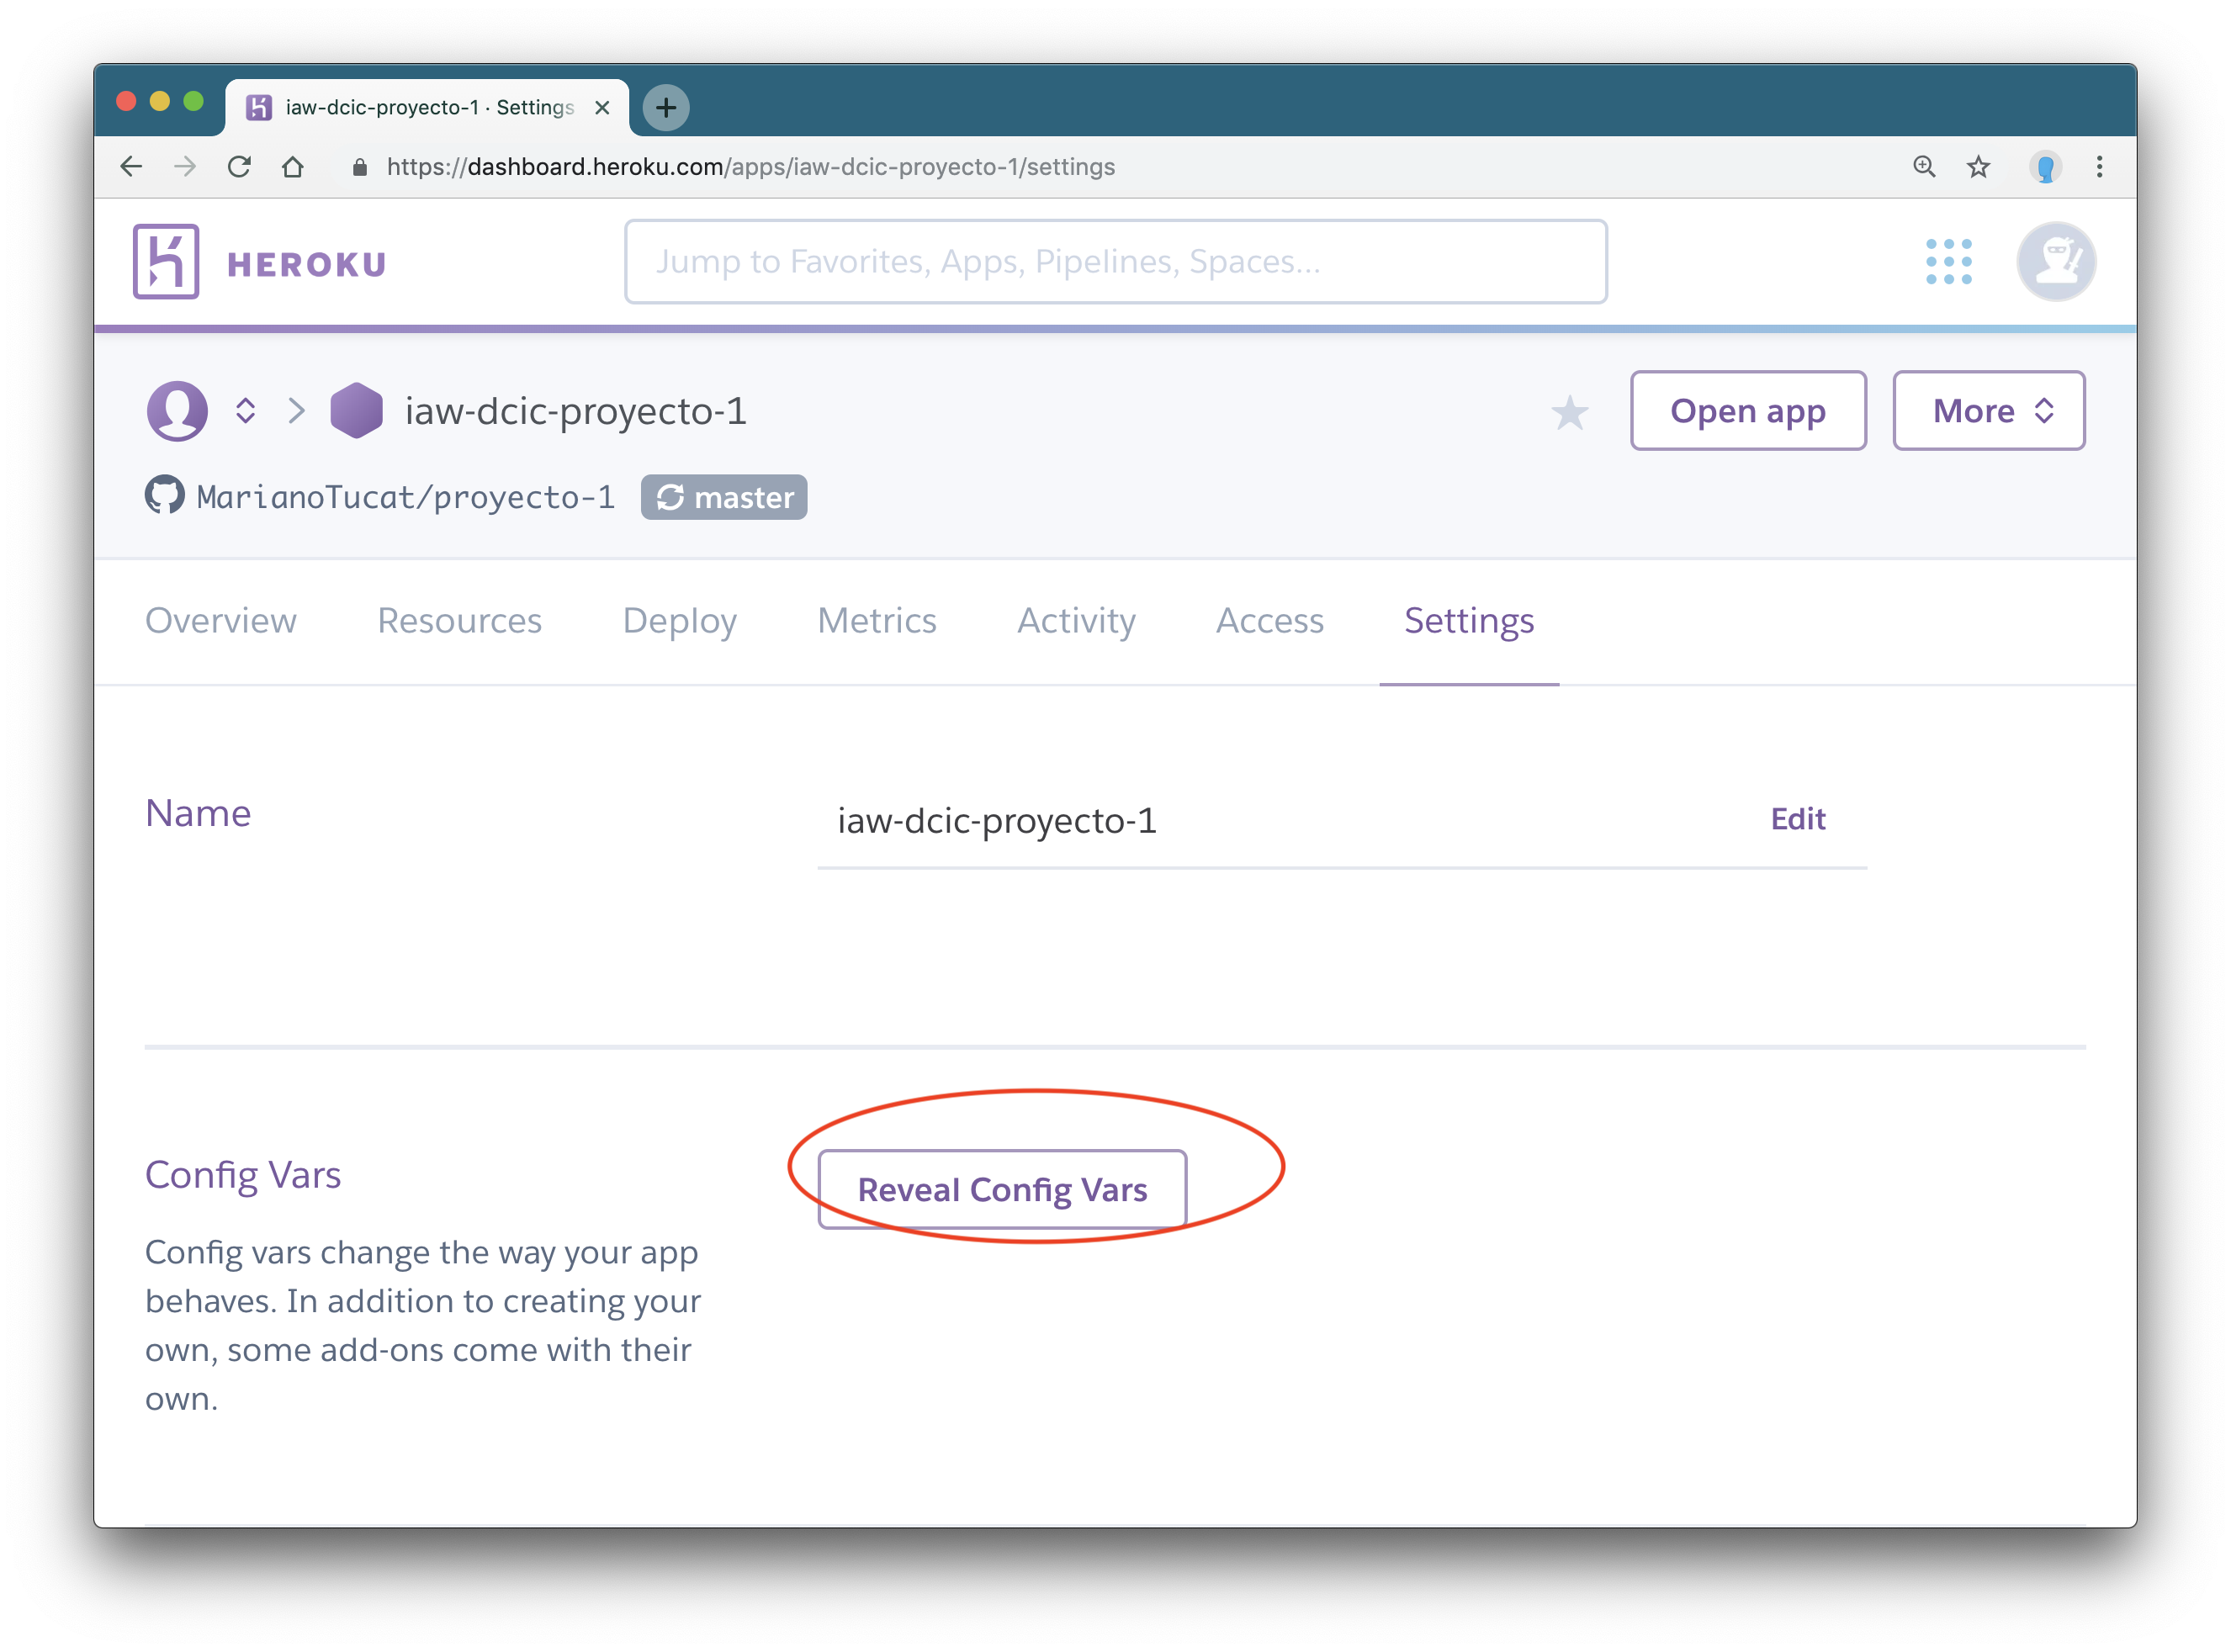 iaw-dcic-proyecto-1 · Settings
https://dashboard.heroku.com/apps/iaw-dcic-proyecto-1/settings
HEROKU
Jump to Favorites, Apps, Pipelines, Spaces...
iaw-dcic-proyecto-1
Open app
More
MarianoTucat/proyecto-1
master
Overview
Resources
Deploy
Metrics
Activity
Access
Settings
Name
iaw-dcic-proyecto-1
Edit
Config Vars
Reveal Config Vars
Config vars change the way your app
behaves. In addition to creating your
own, some add-ons come with their
own.